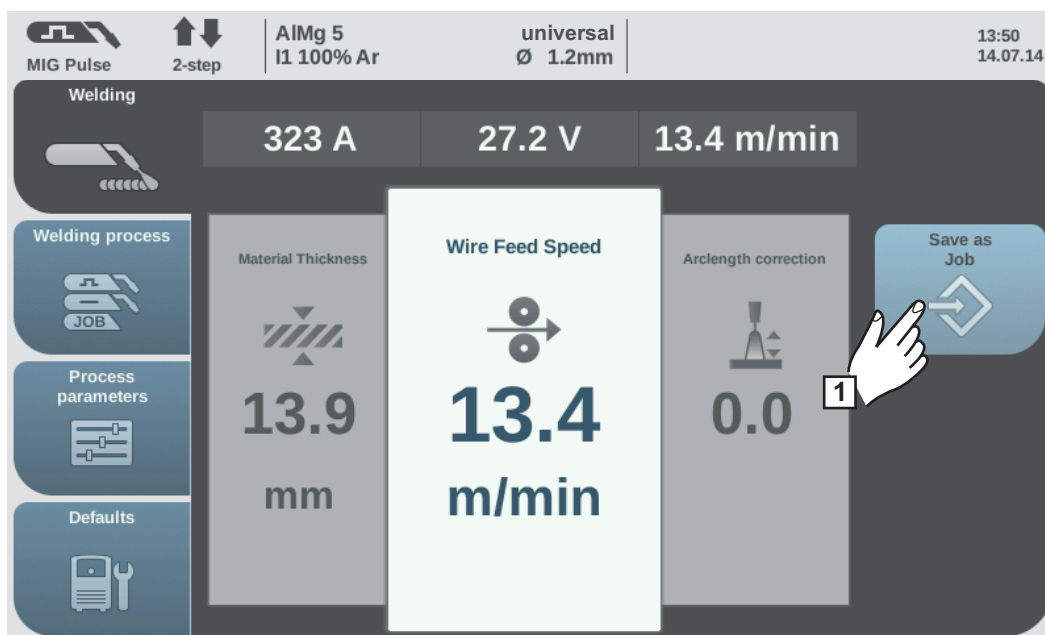 MIG Pulse
2-step
AlMg 5
I1 100% Ar
universal
Ø 1.2mm
13:50
14.07.14
Welding
323 A
27.2 V
13.4 m/min
Welding process
JOB
Process
parameters
Defaults
Material Thickness
13.9
mm
Wire Feed Speed
13.4
m/min
Arclength correction
0.0
Save as
Job
1